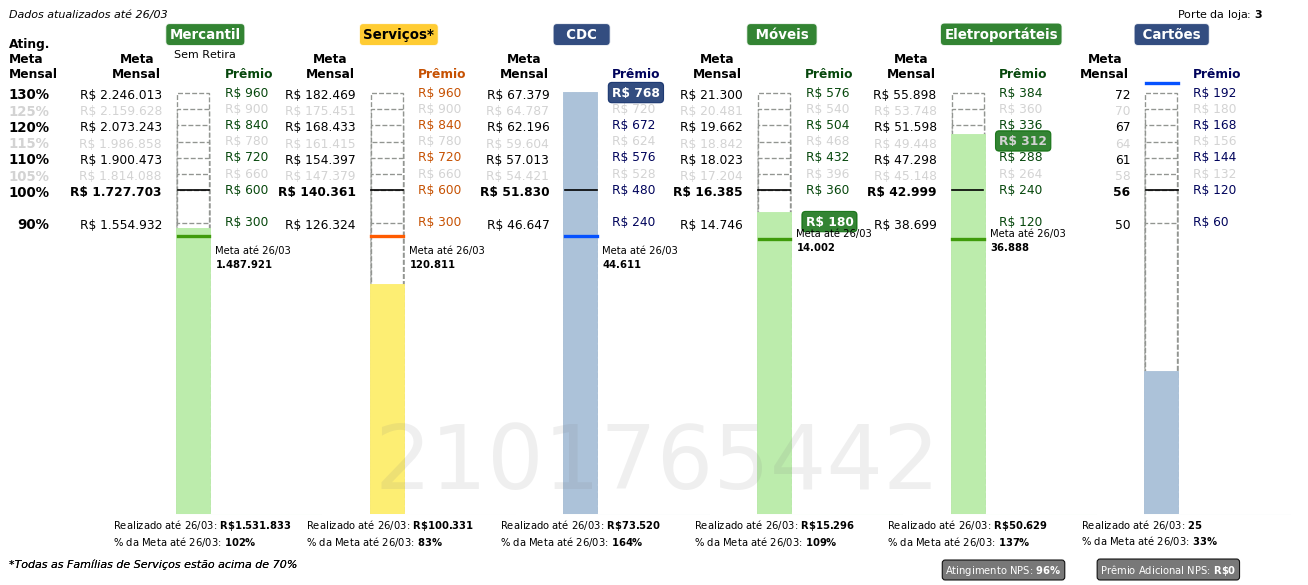 Dados atualizados até 26/03
Porte da loja: 3
Mercantil Serviços* CDC Móveis Eletroportáteis Cartões
Sem Retira
Ating. Meta Mensal
Meta Mensal Prêmio Meta Mensal Prêmio Meta Mensal Prêmio Meta Mensal Prêmio Meta Mensal Prêmio Meta Mensal Prêmio
130% R$ 2.246.013 R$ 960 R$ 182.469 R$ 960 R$ 67.379 R$ 768 R$ 21.300 R$ 576 R$ 55.898 R$ 384 72 R$ 192
125% R$ 2.159.628 R$ 900 R$ 175.451 R$ 900 R$ 64.787 R$ 720 R$ 20.481 R$ 540 R$ 53.748 R$ 360 70 R$ 180
120% R$ 2.073.243 R$ 840 R$ 168.433 R$ 840 R$ 62.196 R$ 672 R$ 19.662 R$ 504 R$ 51.598 R$ 336 67 R$ 168
115% R$ 1.986.858 R$ 780 R$ 161.415 R$ 780 R$ 59.604 R$ 624 R$ 18.842 R$ 468 R$ 49.448 R$ 312 64 R$ 156
110% R$ 1.900.473 R$ 720 R$ 154.397 R$ 720 R$ 57.013 R$ 576 R$ 18.023 R$ 432 R$ 47.298 R$ 288 61 R$ 144
105% R$ 1.814.088 R$ 660 R$ 147.379 R$ 660 R$ 54.421 R$ 528 R$ 17.204 R$ 396 R$ 45.148 R$ 264 58 R$ 132
100% R$ 1.727.703 R$ 600 R$ 140.361 R$ 600 R$ 51.830 R$ 480 R$ 16.385 R$ 360 R$ 42.999 R$ 240 56 R$ 120
90% R$ 1.554.932 R$ 300 R$ 126.324 R$ 300 R$ 46.647 R$ 240 R$ 14.746 R$ 180 R$ 38.699 R$ 120 50 R$ 60
Meta até 26/03 Meta até 26/03 Meta até 26/03 Meta até 26/03 Meta até 26/03
1.487.921 120.811 44.611 14.002 36.888
2101765442
Realizado até 26/03: R$1.531.833 Realizado até 26/03: R$100.331 Realizado até 26/03: R$73.520 Realizado até 26/03: R$15.296 Realizado até 26/03: R$50.629 Realizado até 26/03: 25
% da Meta até 26/03: 102% % da Meta até 26/03: 83% % da Meta até 26/03: 164% % da Meta até 26/03: 109% % da Meta até 26/03: 137% % da Meta até 26/03: 33%
*Todas as Famílias de Serviços estão acima de 70%
Atingimento NPS: 96% Prêmio Adicional NPS: R$0